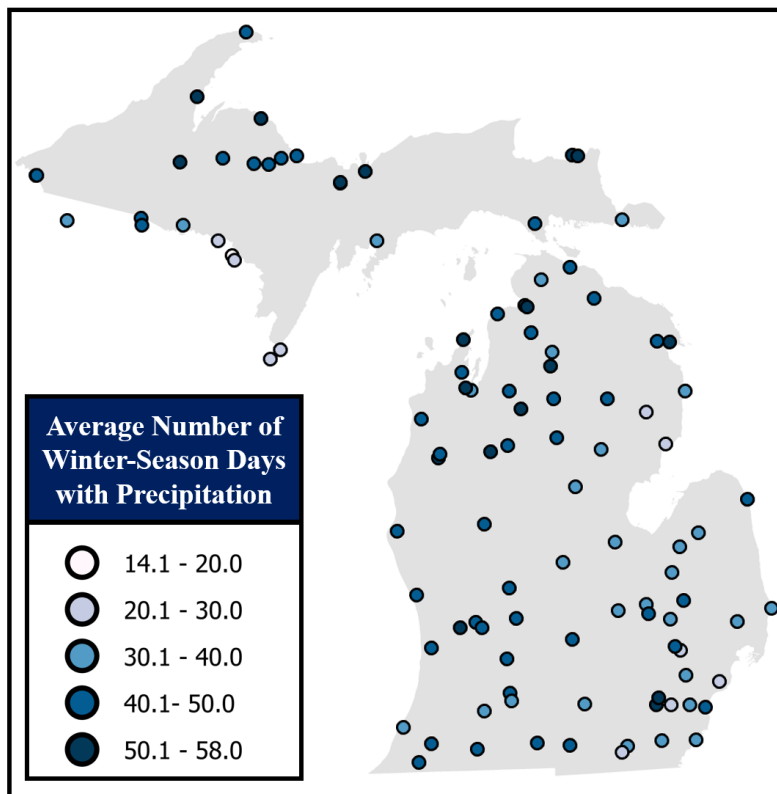 Average Number of
Winter-Season Days
with Precipitation
14.1 - 20.0
20.1 - 30.0
30.1 - 40.0
40.1- 50.0
50.1 - 58.0